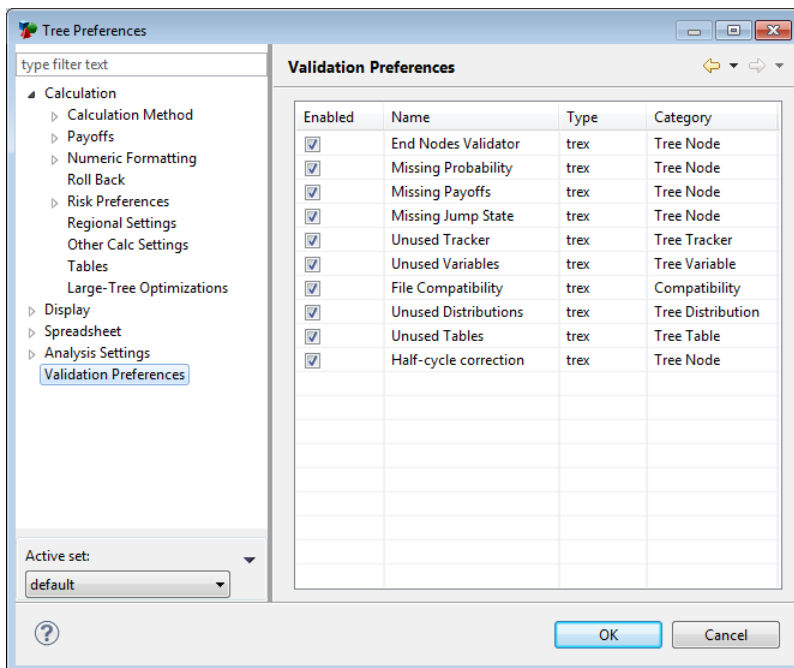 Tree Preferences
type filter text
Calculation
Calculation Method
Payoffs
Numeric Formatting
Roll Back
Risk Preferences
Regional Settings
Other Calc Settings
Tables
Large-Tree Optimizations
Display
Spreadsheet
Analysis Settings
Validation Preferences
Active set:
default
Validation Preferences
Enabled Name Type Category
End Nodes Validator trex Tree Node
Missing Probability trex Tree Node
Missing Payoffs trex Tree Node
Missing Jump State trex Tree Node
Unused Tracker trex Tree Tracker
Unused Variables trex Tree Variable
File Compatibility trex Compatibility
Unused Distributions trex Tree Distribution
Unused Tables trex Tree Table
Half-cycle correction trex Tree Node
?
OK Cancel